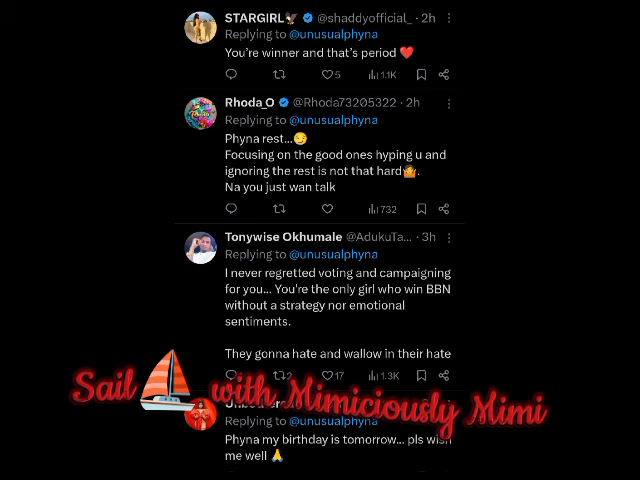 STARGIRL @shaddyofficial_ · 2h
Replying to @unusualphyna
You're winner and that's period ❤️
5 1.1K
Rhoda_O @Rhoda73205322 · 2h
Replying to @unusualphyna
Phyna rest...😏
Focusing on the good ones hyping u and
ignoring the rest is not that hard🤷.
Na you just wan talk
732
Tonywise Okhumale @AdukuTa... · 3h
Replying to @unusualphyna
I never regretted voting and campaigning
for you... You're the only girl who win BBN
without a strategy nor emotional
sentiments.
They gonna hate and wallow in their hate
2 17 1.3K
Sail ⛵ with Mimiciously Mimi
Replying to @unusualphyna
Phyna my birthday is tomorrow... pls wish
me well 🙏